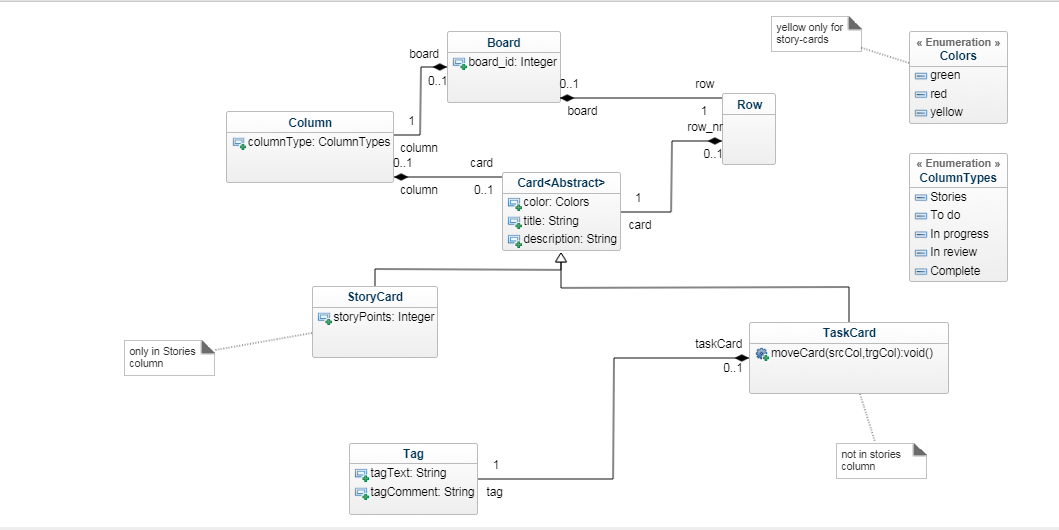 yellow only for
story-cards
« Enumeration »
Colors
green
red
yellow
Board
board_id: Integer
board
0..1
0..1
board
row
1
Row
row_nr
0..1
Column
columnType: ColumnTypes
1
column
0..1
column
card
0..1
Card<Abstract>
color: Colors
title: String
description: String
1
card
« Enumeration »
ColumnTypes
Stories
To do
In progress
In review
Complete
StoryCard
storyPoints: Integer
only in Stories
column
TaskCard
moveCard(srcCol,trgCol):void()
taskCard
0..1
not in stories
column
Tag
tagText: String
tagComment: String
1
tag